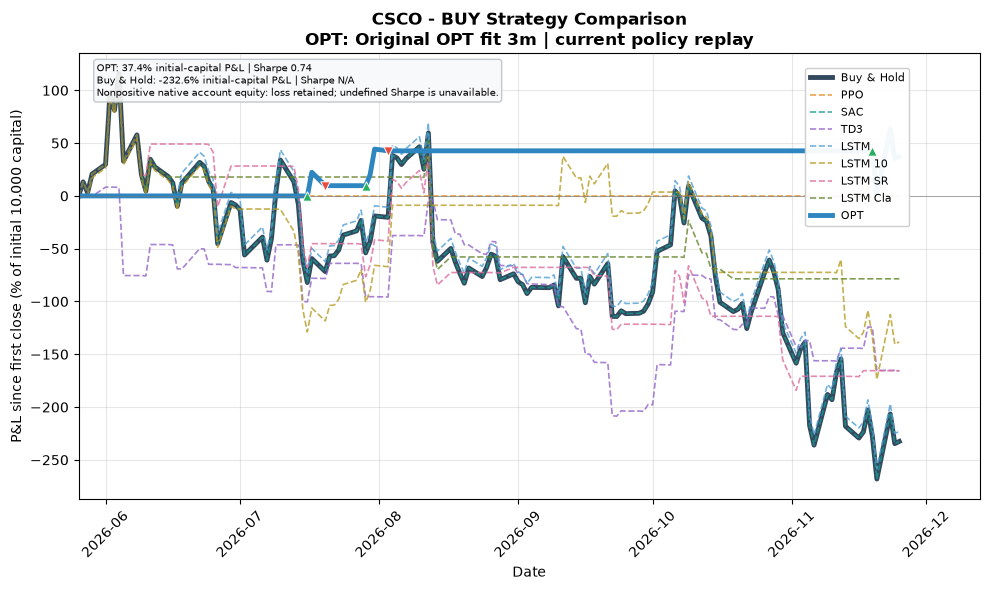 CSCO - BUY Strategy Comparison
OPT: Original OPT fit 3m | current policy replay
OPT: 37.4% initial-capital P&L | Sharpe 0.74
Buy & Hold: -232.6% initial-capital P&L | Sharpe N/A
Nonpositive native account equity: loss retained; undefined Sharpe is unavailable.
Buy & Hold
PPO
SAC
TD3
LSTM
LSTM 10
LSTM SR
LSTM Cla
OPT
P&L since first close (% of initial 10,000 capital)
100
50
0
−50
−100
−150
−200
−250
2026-06
2026-07
2026-08
2026-09
2026-10
2026-11
2026-12
Date